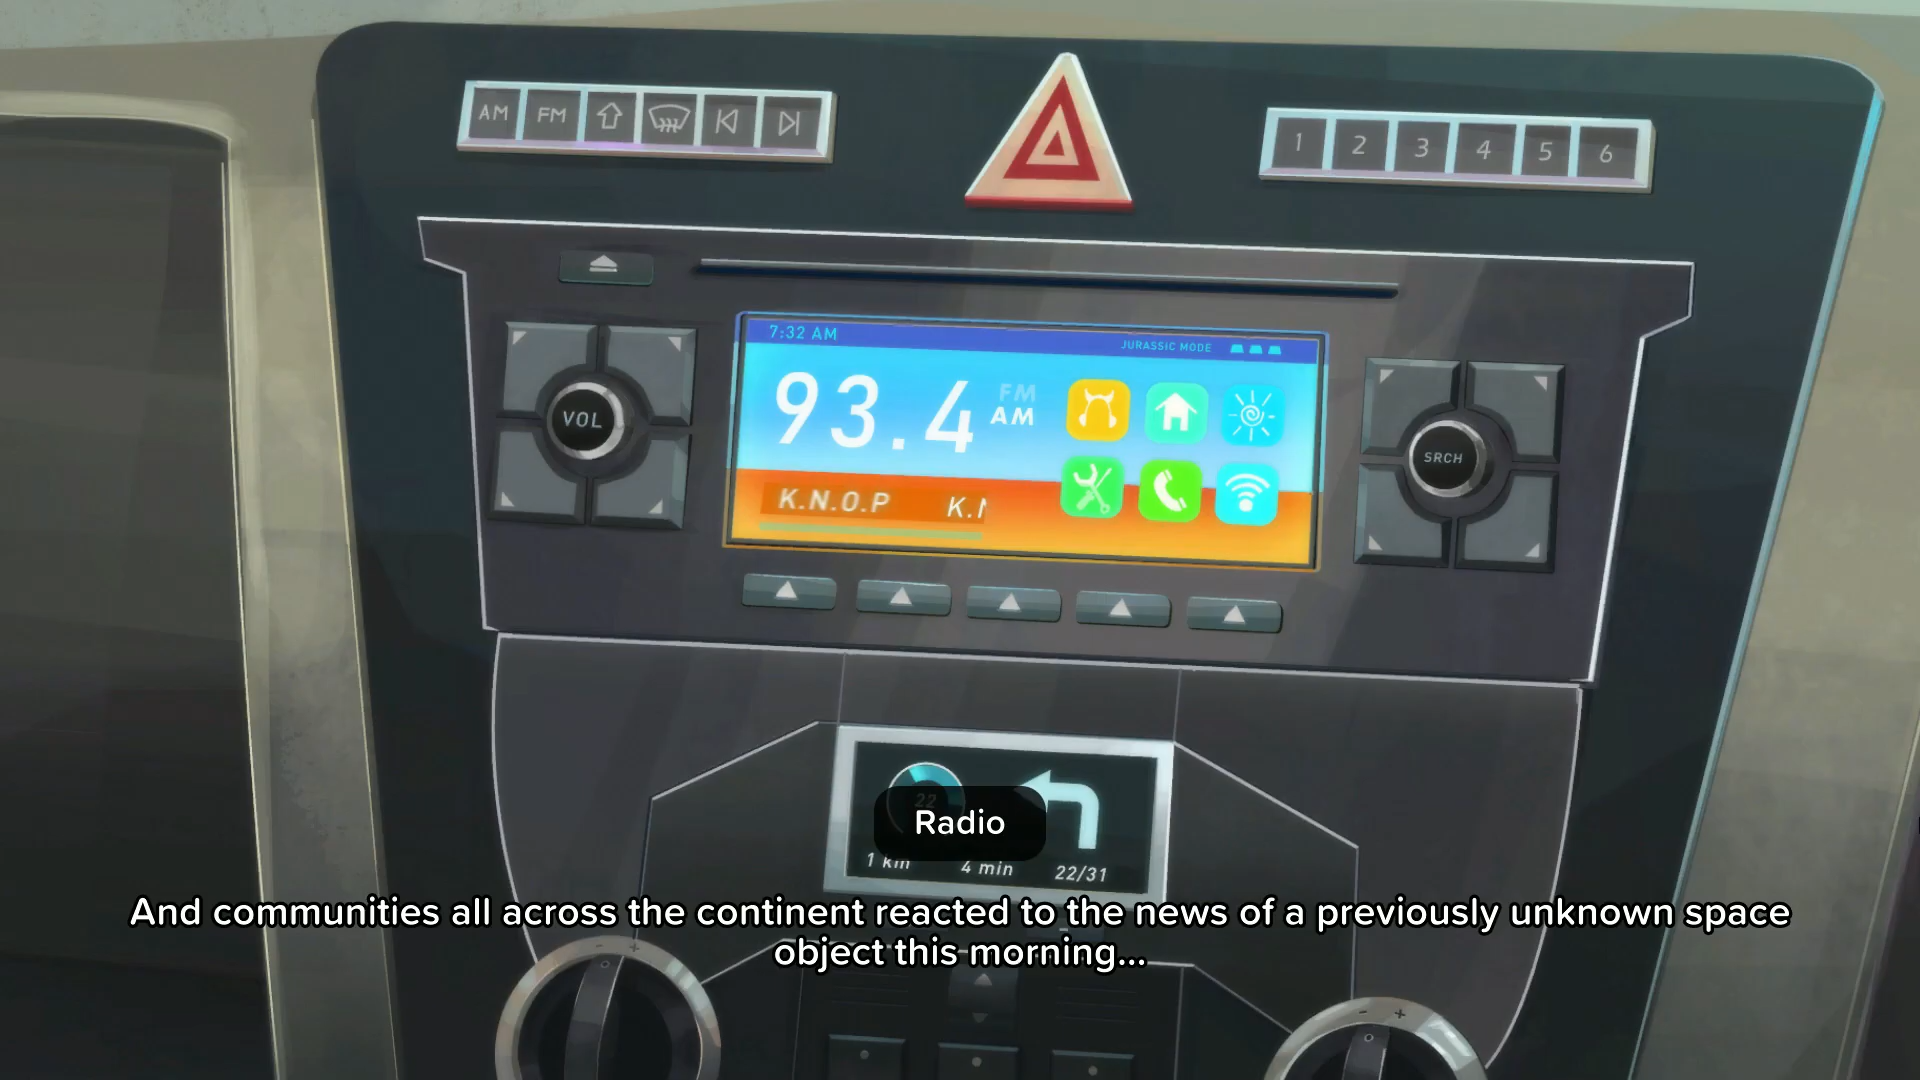 AM FM
1 2 3 4 5 6
7:32 AM JURASSIC MODE
93.4 FM
AM
VOL
SRCH
K.N.O.P K.N
22
Radio
1 km 4 min 22/31
And communities all across the continent reacted to the news of a previously unknown space
object this morning...
- +
- +